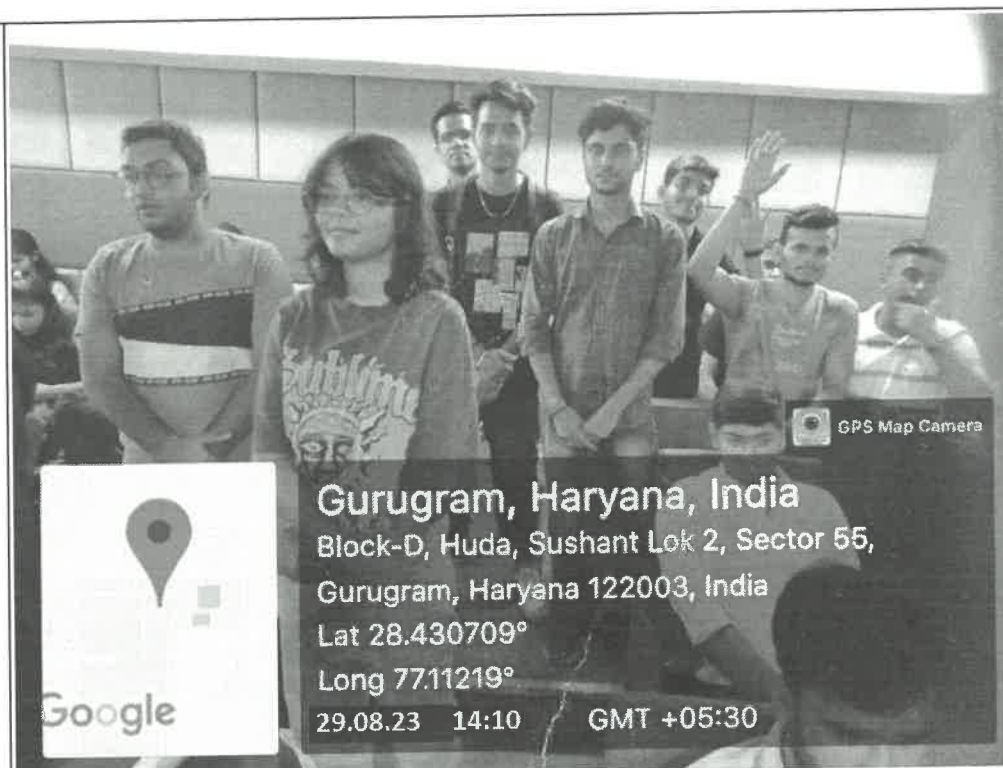 Sublime
GPS Map Camera
Gurugram, Haryana, India
Block-D, Huda, Sushant Lok 2, Sector 55,
Gurugram, Haryana 122003, India
Lat 28.430709°
Long 77.11219°
29.08.23 14:10 GMT +05:30
Google